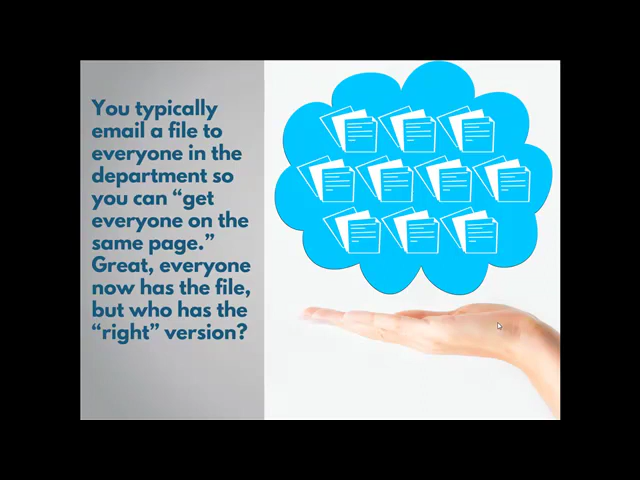 You typically
email a file to
everyone in the
department so
you can “get
everyone on the
same page.”
Great, everyone
now has the file,
but who has the
“right” version?